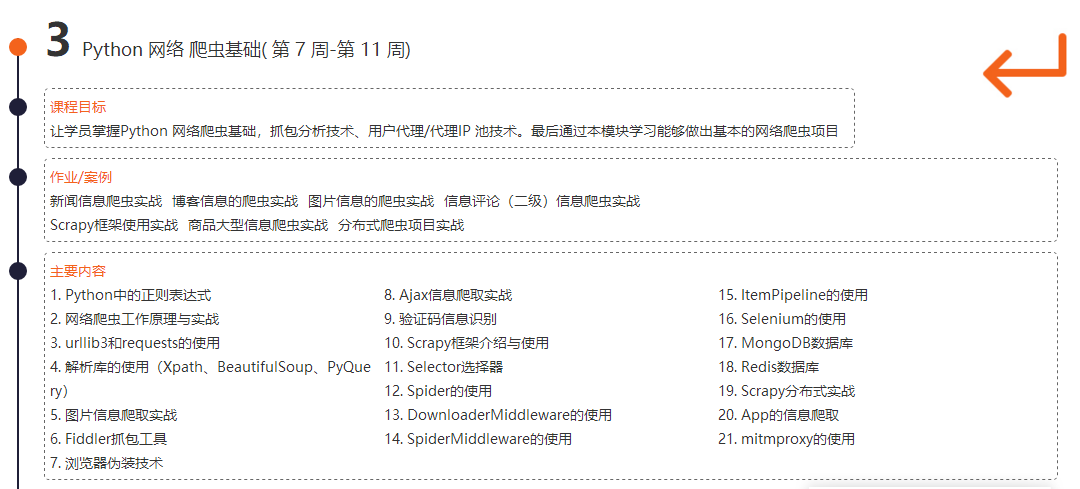 3 Python 网络 爬虫基础( 第 7 周-第 11 周)
课程目标
让学员掌握Python 网络爬虫基础，抓包分析技术、用户代理/代理IP 池技术。最后通过本模块学习能够做出基本的网络爬虫项目
作业/案例
新闻信息爬虫实战 博客信息的爬虫实战 图片信息的爬虫实战 信息评论（二级）信息爬虫实战
Scrapy框架使用实战 商品大型信息爬虫实战 分布式爬虫项目实战
主要内容
1. Python中的正则表达式
2. 网络爬虫工作原理与实战
3. urllib3和requests的使用
4. 解析库的使用（Xpath、BeautifulSoup、PyQue
ry）
5. 图片信息爬取实战
6. Fiddler抓包工具
7. 浏览器伪装技术
8. Ajax信息爬取实战
9. 验证码信息识别
10. Scrapy框架介绍与使用
11. Selector选择器
12. Spider的使用
13. DownloaderMiddleware的使用
14. SpiderMiddleware的使用
15. ItemPipeline的使用
16. Selenium的使用
17. MongoDB数据库
18. Redis数据库
19. Scrapy分布式实战
20. App的信息爬取
21. mitmproxy的使用